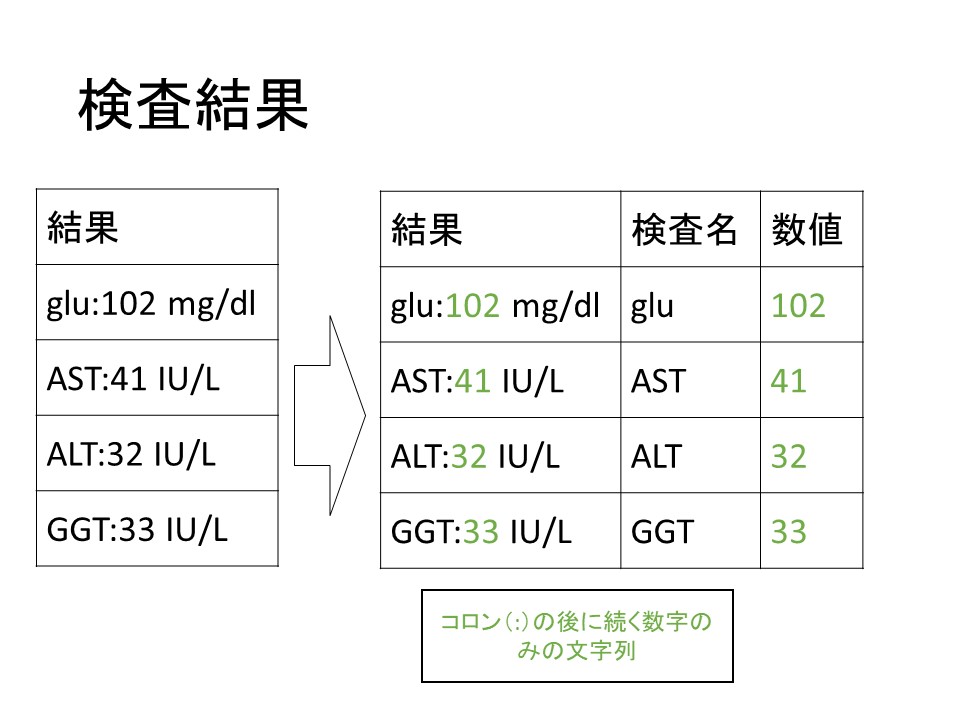 検査結果
結果
glu:102 mg/dl
AST:41 IU/L
ALT:32 IU/L
GGT:33 IU/L
結果 検査名 数値
glu:102 mg/dl glu 102
AST:41 IU/L AST 41
ALT:32 IU/L ALT 32
GGT:33 IU/L GGT 33
コロン(:)の後に続く数字の
みの文字列